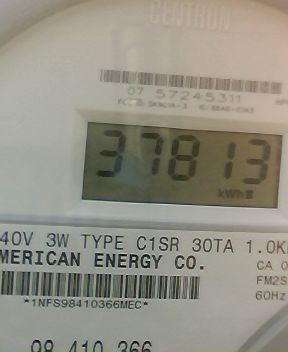 CENTRON
07 57245311
37813
kWh
40V 3W TYPE C1SR 30TA 1.0K
MERICAN ENERGY CO.
CA 0
FM2S
60Hz
*1NFS98410366MEC*
98 410 366